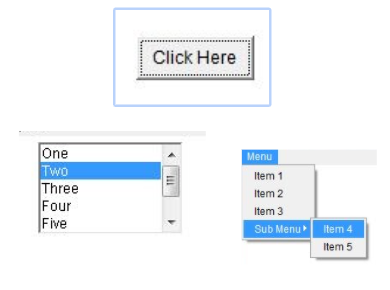 Click Here
One
Two
Three
Four
Five
Menu
Item 1
Item 2
Item 3
Sub Menu
Item 4
Item 5